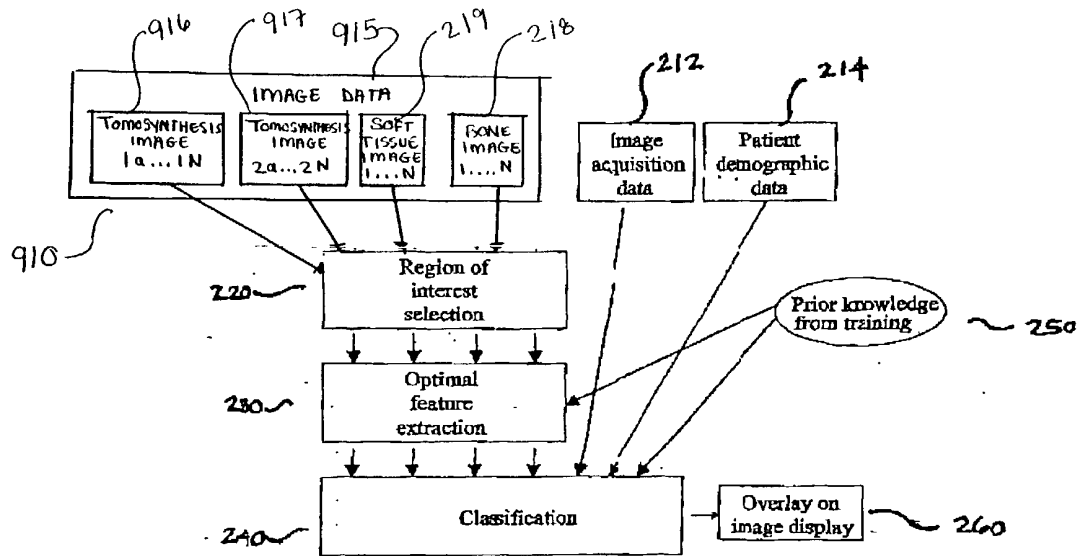 916
917
915
219
218
212
214
IMAGE DATA
TOMOSYNTHESIS
IMAGE
1a...1N
TOMOSYNTHESIS
IMAGE
2a...2N
SOFT
TISSUE
IMAGE
1....N
BONE
IMAGE
1....N
Image
acquisition
data
Patient
demographic
data
910
220
Region of
interest
selection
Prior knowledge
from training
250
230
Optimal
feature
extraction
240
Classification
Overlay on
image display
260